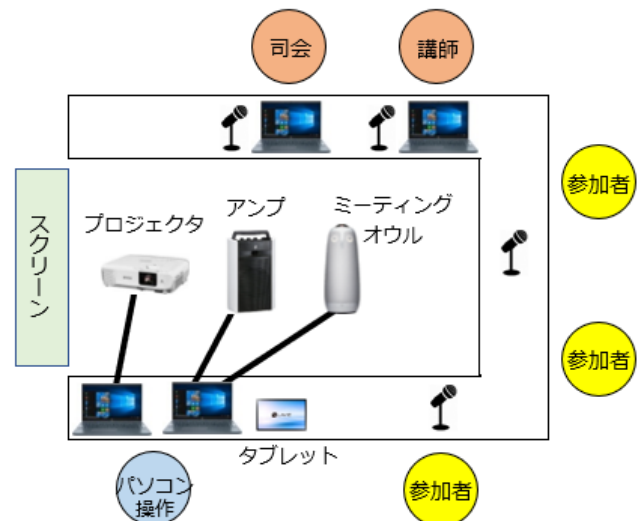 司会
講師
参加者
スクリーン
プロジェクタ
アンプ
ミーティング
オウル
参加者
タブレット
パソコン
操作
参加者